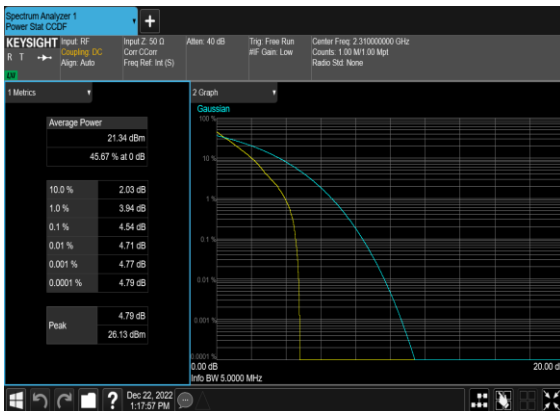 Spectrum Analyzer 1
Power Stat CCDF
KEYSIGHT
R T
LV
Input: RF
Coupling: DC
Align: Auto
Input Z: 50 Ω
Corr CCorr
Freq Ref: Int (S)
Atten: 40 dB
Trig: Free Run
#IF Gain: Low
Center Freq: 2.310000000 GHz
Counts: 1.00 M/1.00 Mpt
Radio Std: None
1 Metrics
Average Power
21.34 dBm
45.67 % at 0 dB
10.0 % 2.03 dB
1.0 % 3.94 dB
0.1 % 4.54 dB
0.01 % 4.71 dB
0.001 % 4.77 dB
0.0001 % 4.79 dB
Peak
4.79 dB
26.13 dBm
2 Graph
Gaussian
100 %
10 %
1 %
0.1 %
0.01 %
0.001 %
0.0001 %
0.00 dB
20.00 d
Info BW 5.0000 MHz
?
Dec 22, 2022
1:17:57 PM